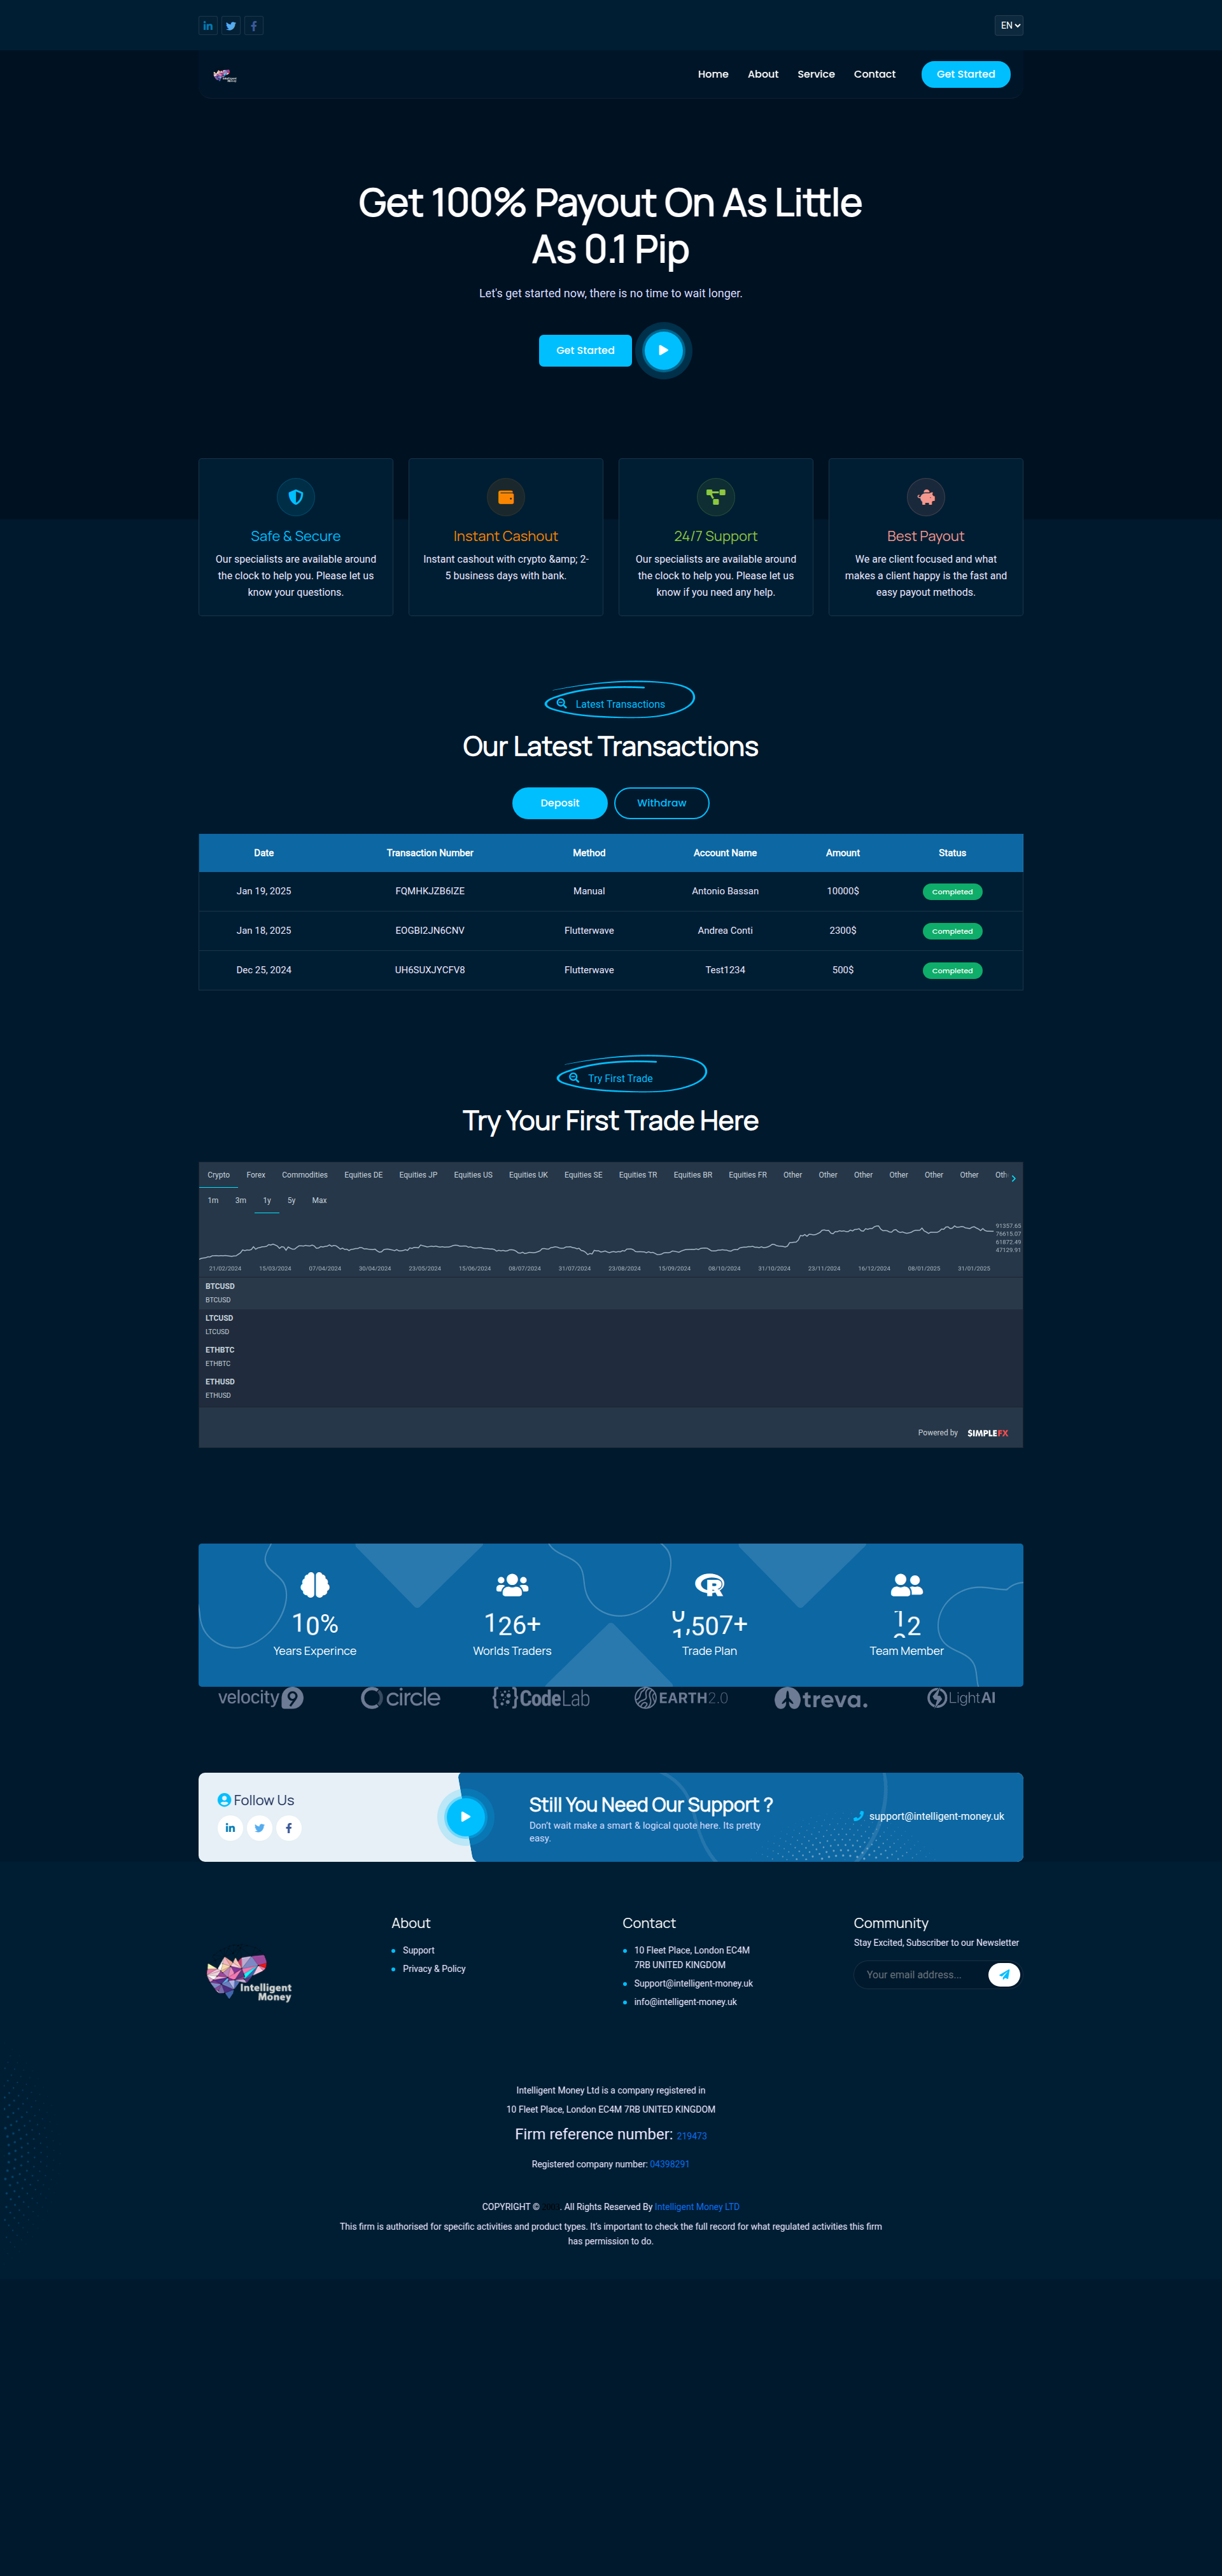 EN
Home About Service Contact Get Started
Get 100% Payout On As Little
As 0.1 Pip
Let's get started now, there is no time to wait longer.
Get Started
Safe & Secure
Our specialists are available around
the clock to help you. Please let us
know your questions.
Instant Cashout
Instant cashout with crypto &amp; 2-
5 business days with bank.
24/7 Support
Our specialists are available around
the clock to help you. Please let us
know if you need any help.
Best Payout
We are client focused and what
makes a client happy is the fast and
easy payout methods.
Latest Transactions
Our Latest Transactions
Deposit Withdraw
Date Transaction Number Method Account Name Amount Status
Jan 19, 2025 FQMHKJZB6IZE Manual Antonio Bassan 10000$ Completed
Jan 18, 2025 EOGBI2JN6CNV Flutterwave Andrea Conti 2300$ Completed
Dec 25, 2024 UH6SUXJYCFV8 Flutterwave Test1234 500$ Completed
Try First Trade
Try Your First Trade Here
Crypto Forex Commodities Equities DE Equities JP Equities US Equities UK Equities SE Equities TR Equities BR Equities FR Other Other Other Other Other Other Oth
1m 3m 1y 5y Max
91357.65
76615.07
61872.49
47129.91
21/02/2024 15/03/2024 07/04/2024 30/04/2024 23/05/2024 15/06/2024 08/07/2024 31/07/2024 23/08/2024 15/09/2024 08/10/2024 31/10/2024 23/11/2024 16/12/2024 08/01/2025 31/01/2025
BTCUSD
BTCUSD
LTCUSD
LTCUSD
ETHBTC
ETHBTC
ETHUSD
ETHUSD
Powered by SIMPLEFX
10% 126+ ,507+ 2
Years Experince Worlds Traders Trade Plan Team Member
velocity 9 circle {CodeLab EARTH 2.0 treva. LightAI
Follow Us
Still You Need Our Support ?
Don't wait make a smart & logical quote here. Its pretty
easy.
support@intelligent-money.uk
Intelligent
Money
About
Support
Privacy & Policy
Contact
10 Fleet Place, London EC4M
7RB UNITED KINGDOM
Support@intelligent-money.uk
info@intelligent-money.uk
Community
Stay Excited, Subscriber to our Newsletter
Your email address...
Intelligent Money Ltd is a company registered in
10 Fleet Place, London EC4M 7RB UNITED KINGDOM
Firm reference number: 219473
Registered company number: 04398291
COPYRIGHT © . All Rights Reserved By Intelligent Money LTD
This firm is authorised for specific activities and product types. It's important to check the full record for what regulated activities this firm
has permission to do.